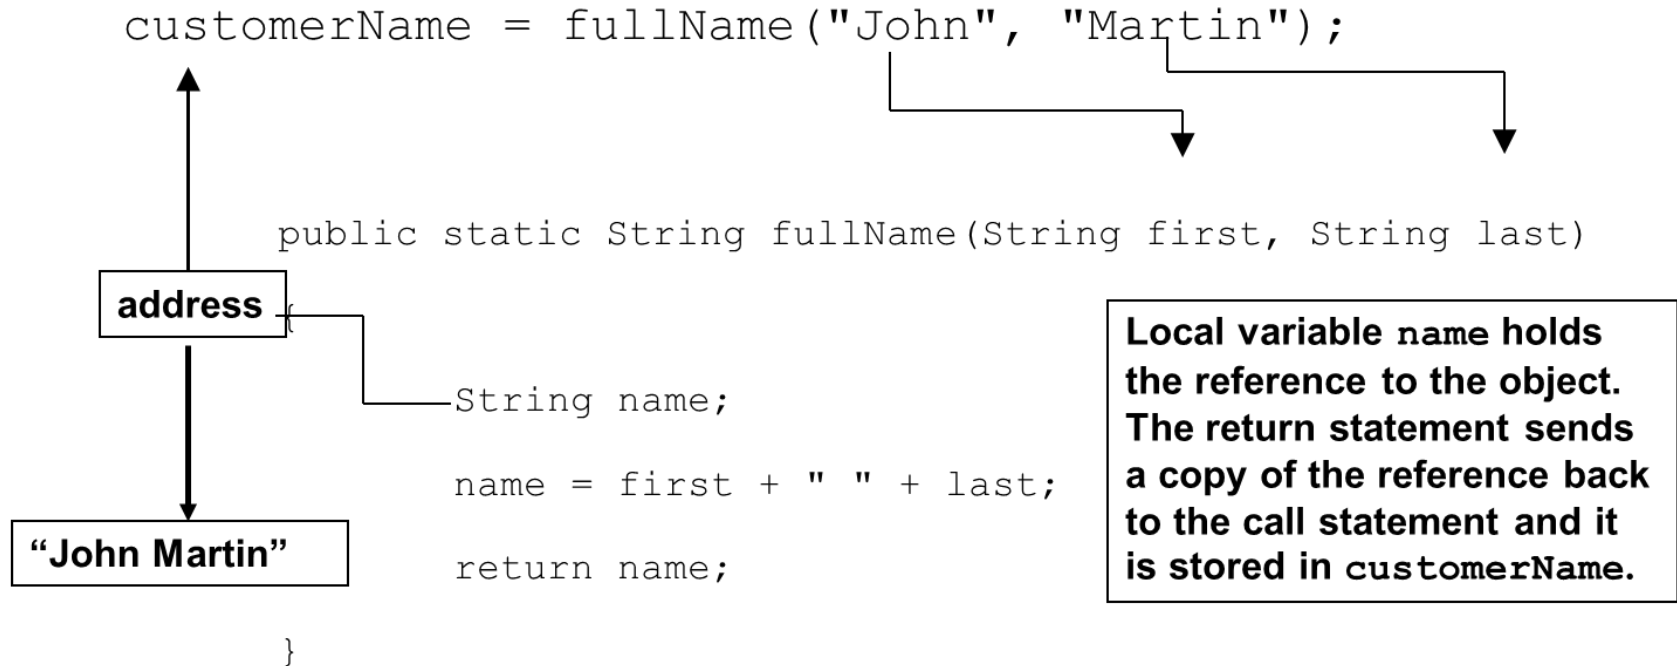 customerName = fullName("John", "Martin");
public static String fullName(String first, String last)
address
{
String name;
name = first + " " + last;
return name;
}
“John Martin”
Local variable name holds
the reference to the object.
The return statement sends
a copy of the reference back
to the call statement and it
is stored in customerName.